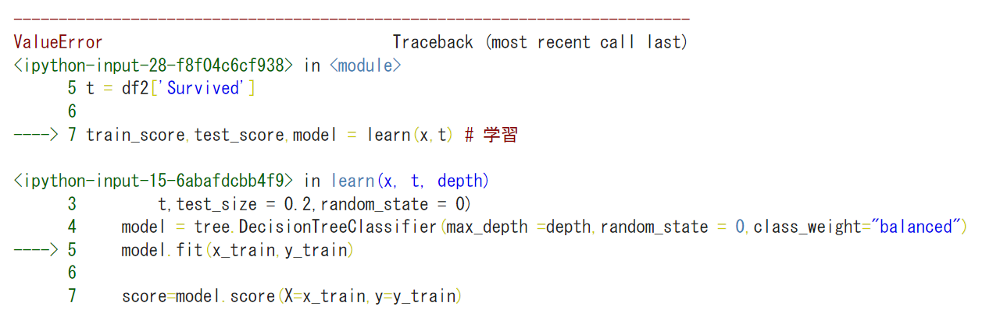 ---------------------------------------------------------------------------
ValueError                                Traceback (most recent call last)
<ipython-input-28-f8f04c6cf938> in <module>
      5 t = df2['Survived']
      6
----> 7 train_score,test_score,model = learn(x,t) # 学習

<ipython-input-15-6abafdcbb4f9> in learn(x, t, depth)
      3         t,test_size = 0.2,random_state = 0)
      4     model = tree.DecisionTreeClassifier(max_depth =depth,random_state = 0,class_weight="balanced")
----> 5     model.fit(x_train,y_train)
      6
      7     score=model.score(X=x_train,y=y_train)